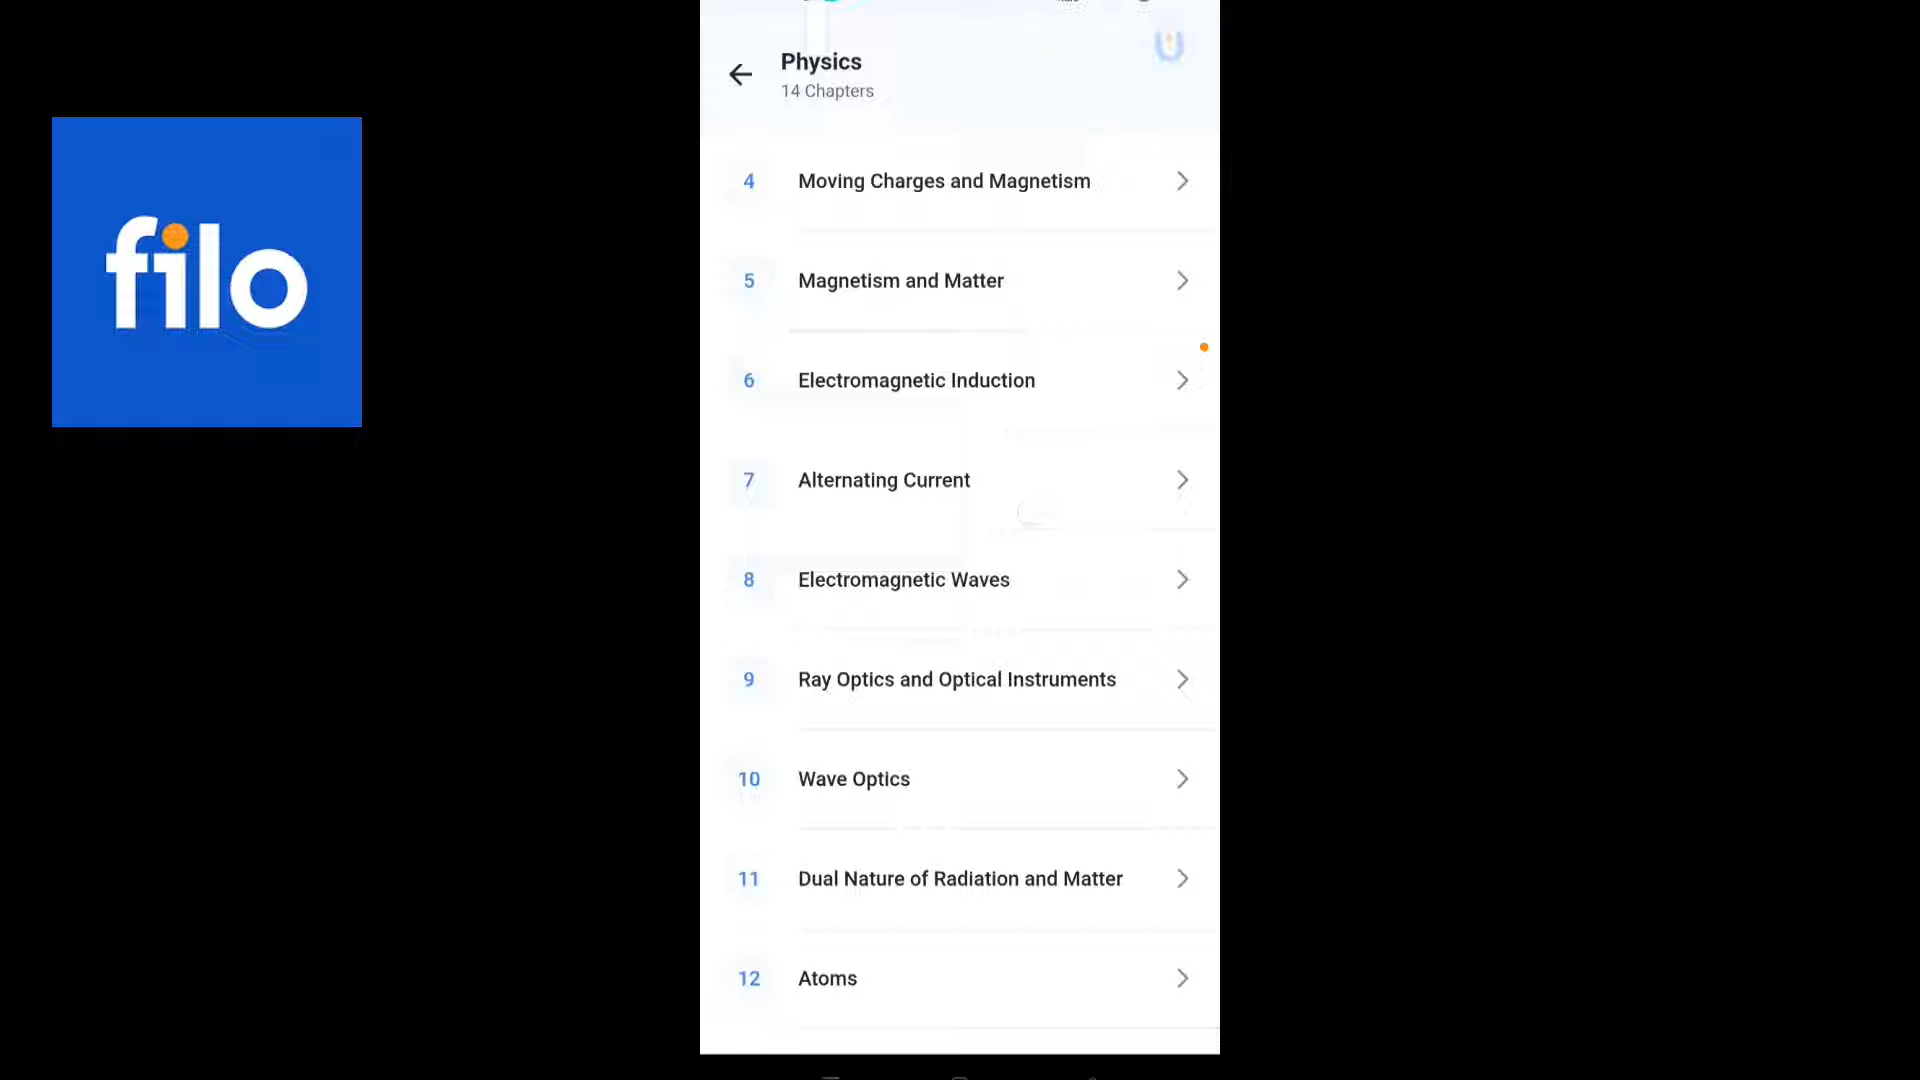 filo
Physics
14 Chapters
4 Moving Charges and Magnetism
5 Magnetism and Matter
6 Electromagnetic Induction
7 Alternating Current
8 Electromagnetic Waves
9 Ray Optics and Optical Instruments
10 Wave Optics
11 Dual Nature of Radiation and Matter
12 Atoms